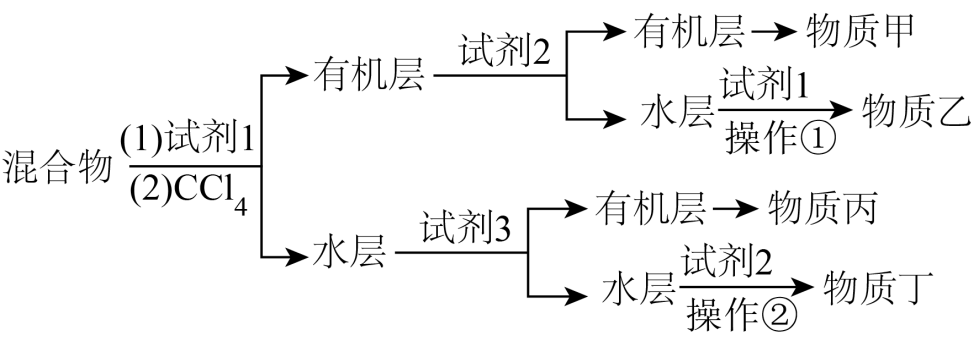 混合物 (1)试剂1 (2)CCl₄
有机层 试剂2 有机层 物质甲
水层 试剂1 操作① 物质乙
水层 试剂3 有机层 物质丙
水层 试剂2 操作② 物质丁